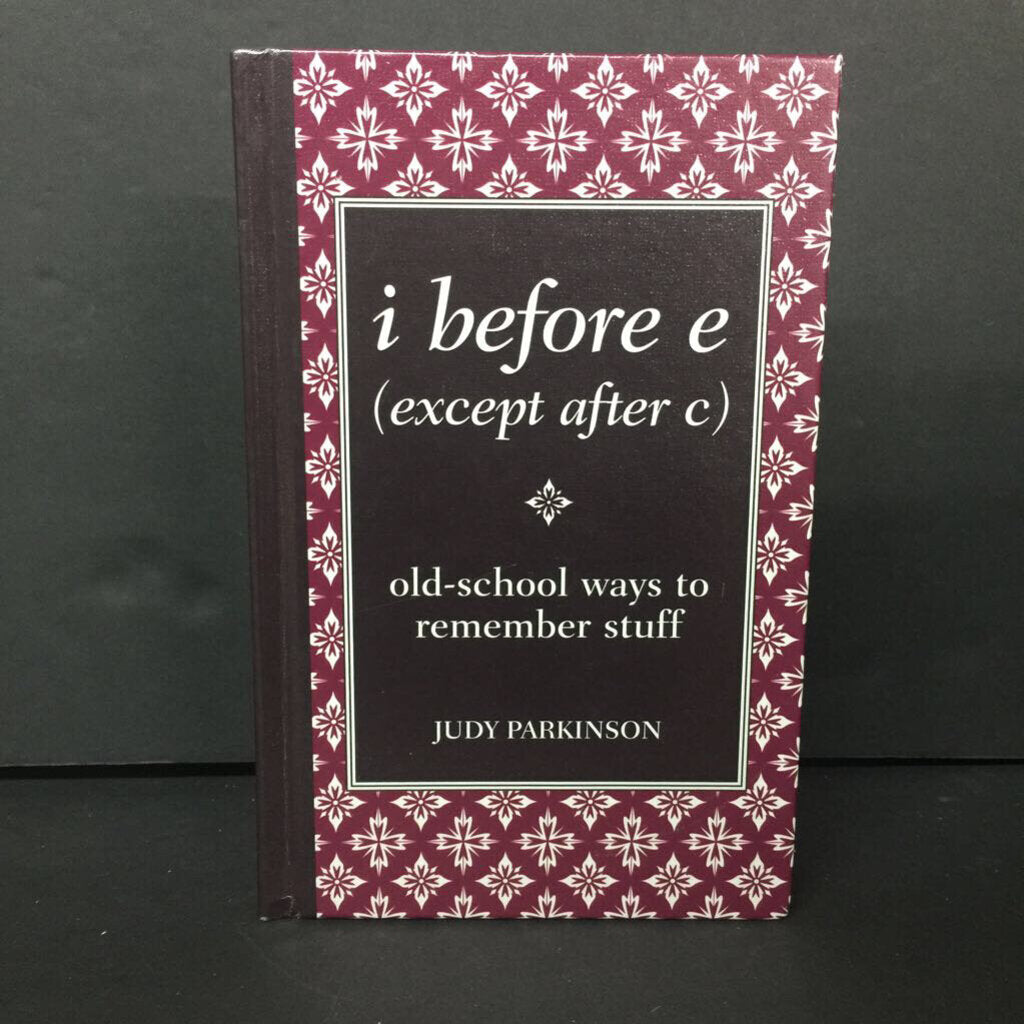 i before e
(except after c)
old-school ways to
remember stuff
JUDY PARKINSON